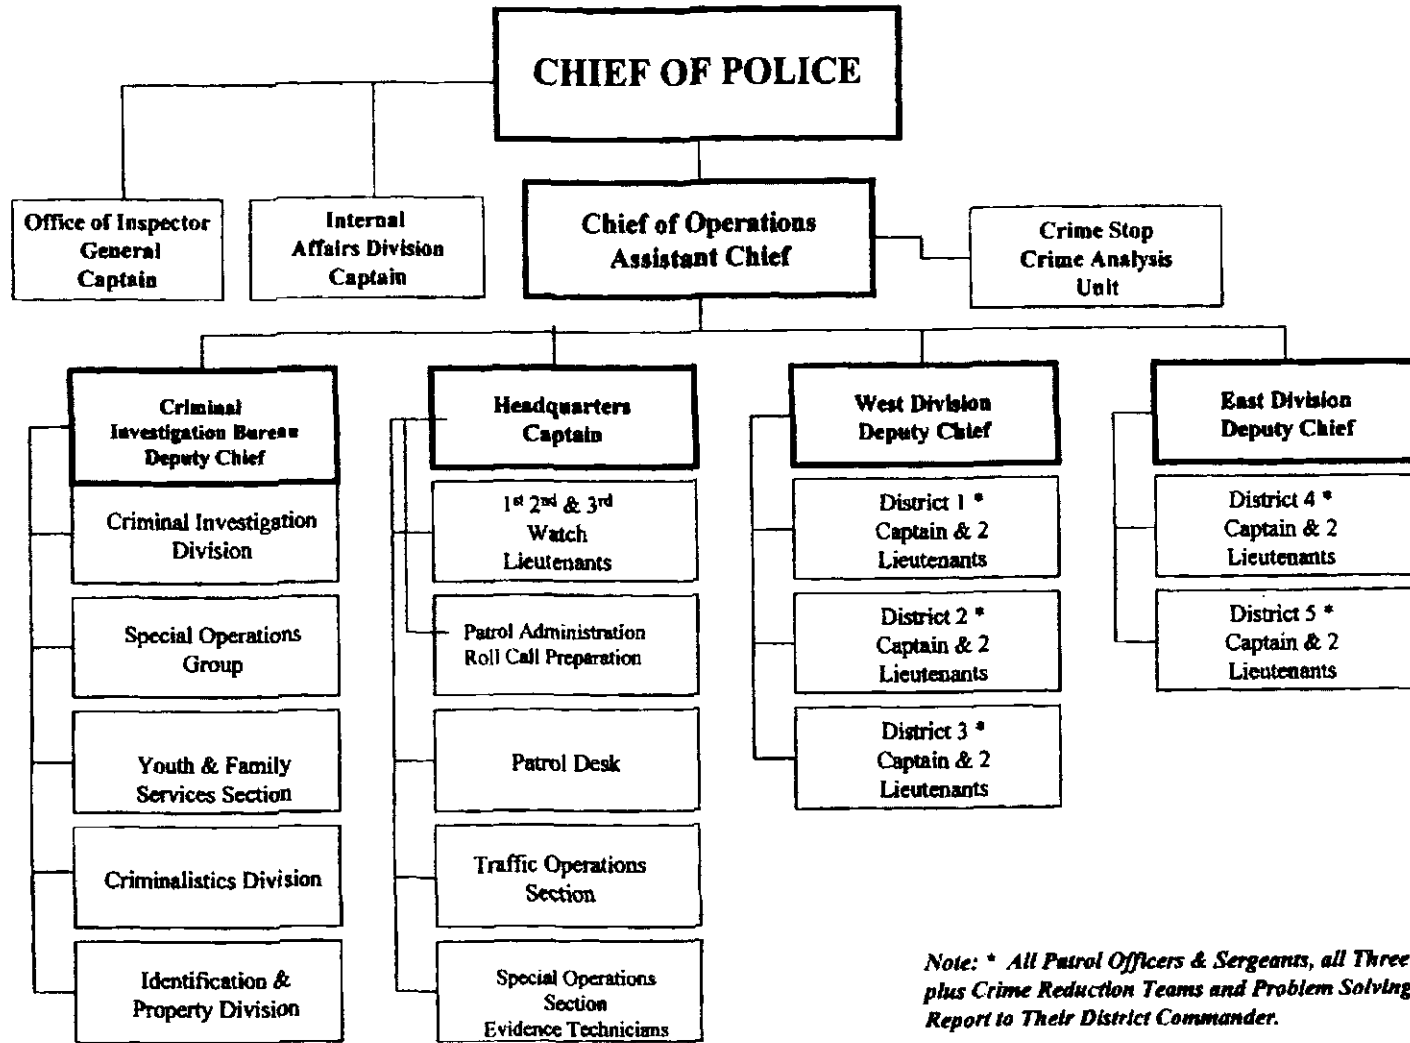 CHIEF OF POLICE
Office of Inspector
General
Captain
Internal
Affairs Division
Captain
Chief of Operations
Assistant Chief
Crime Stop
Crime Analysis
Unit
Criminal
Investigation Bureau
Deputy Chief
Criminal Investigation
Division
Special Operations
Group
Youth & Family
Services Section
Criminalistics Division
Identification &
Property Division
Headquarters
Captain
1st 2nd & 3rd
Watch
Lieutenants
Patrol Administration
Roll Call Preparation
Patrol Desk
Traffic Operations
Section
Special Operations
Section
Evidence Technicians
West Division
Deputy Chief
District 1 *
Captain & 2
Lieutenants
District 2 *
Captain & 2
Lieutenants
District 3 *
Captain & 2
Lieutenants
East Division
Deputy Chief
District 4 *
Captain & 2
Lieutenants
District 5 *
Captain & 2
Lieutenants
Note: * All Patrol Officers & Sergeants, all Three
plus Crime Reduction Teams and Problem Solving
Report to Their District Commander.